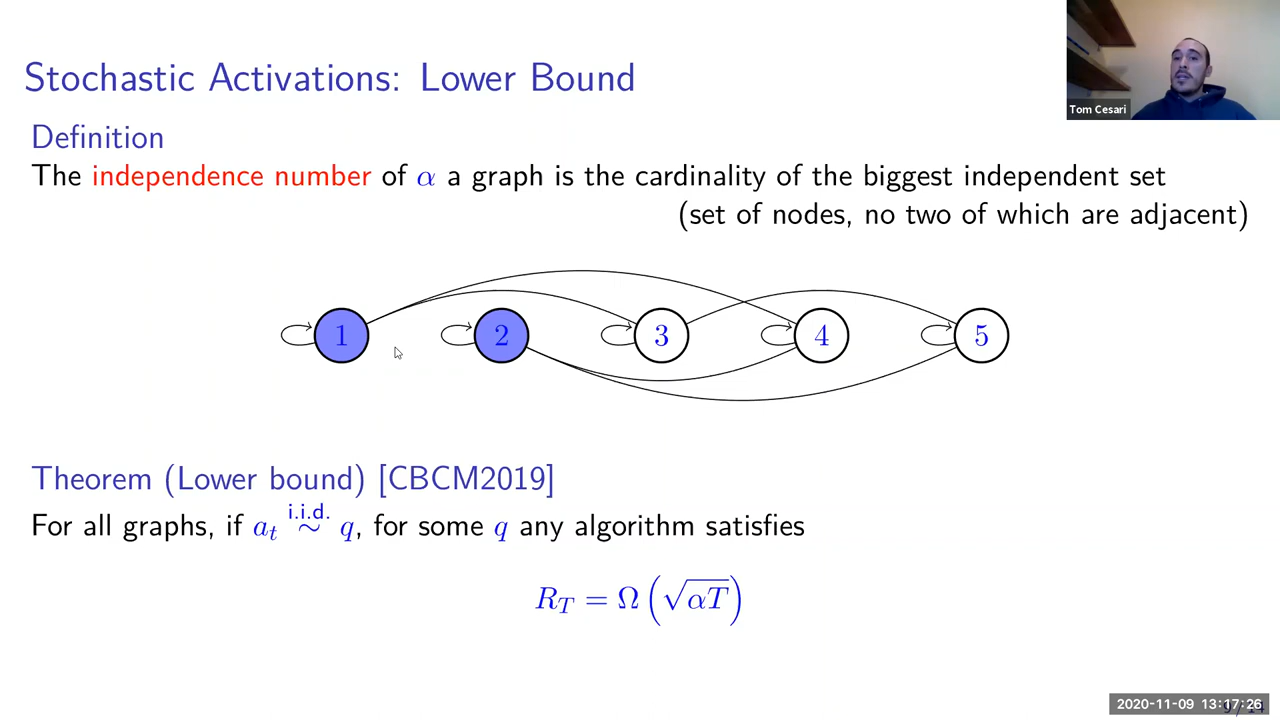 Stochastic Activations: Lower Bound
Tom Cesari
Definition
The independence number of α a graph is the cardinality of the biggest independent set
(set of nodes, no two of which are adjacent)
1 2 3 4 5
Theorem (Lower bound) [CBCM2019]
For all graphs, if a_t i.i.d. ∼ q, for some q any algorithm satisfies
R_T = Ω(√αT)
2020-11-09 13:17:26